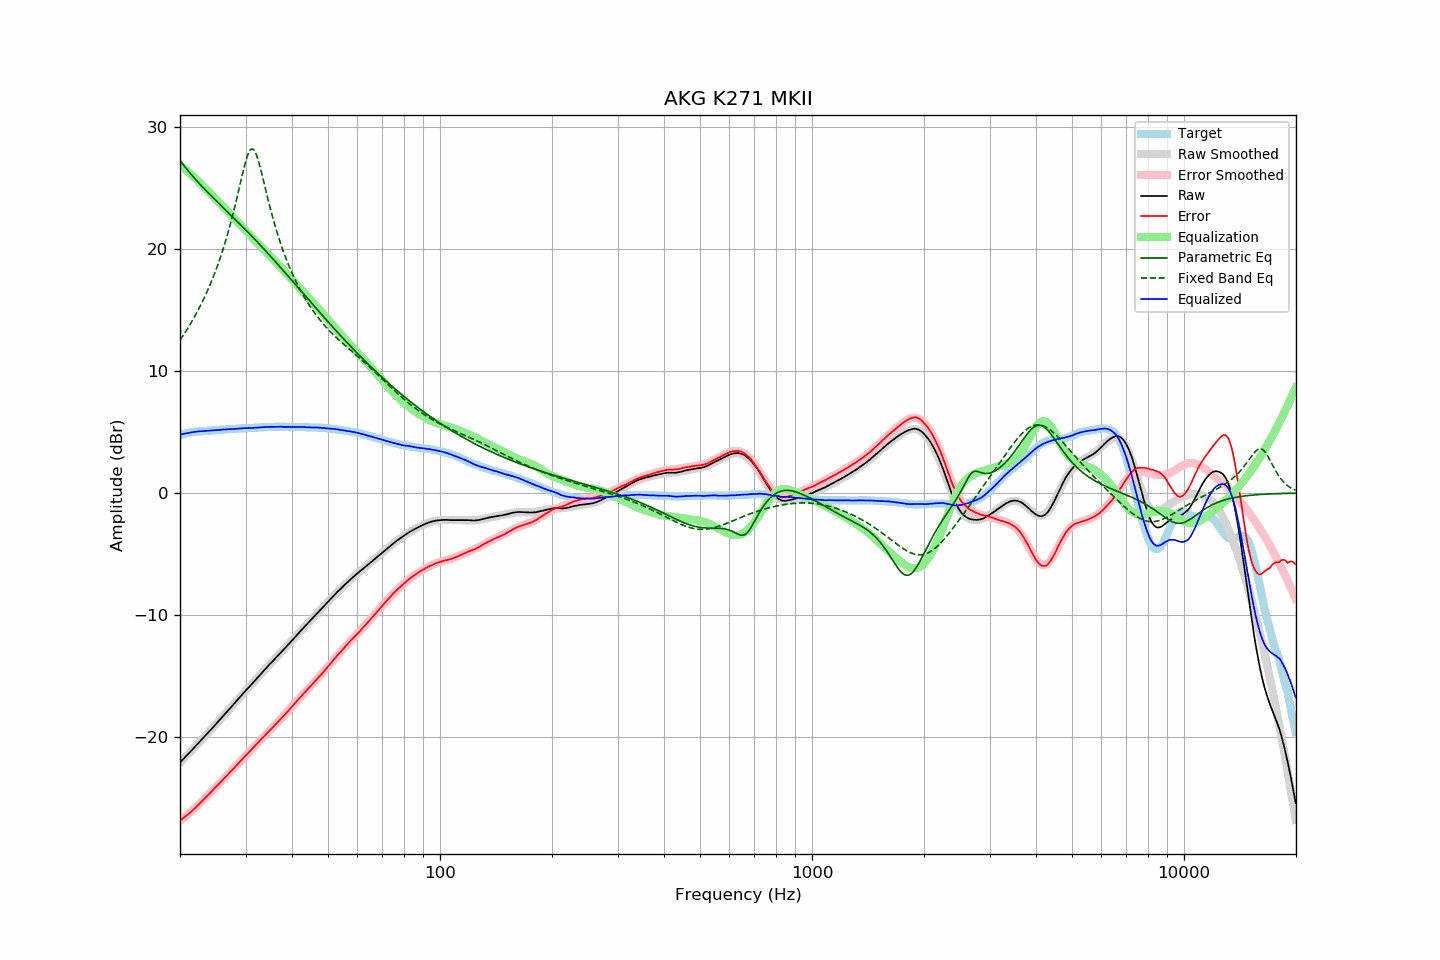 AKG K271 MKII
Amplitude (dBr)
30
20
10
0
−10
−20
100
1000
10000
Frequency (Hz)
Target
Raw Smoothed
Error Smoothed
Raw
Error
Equalization
Parametric Eq
Fixed Band Eq
Equalized